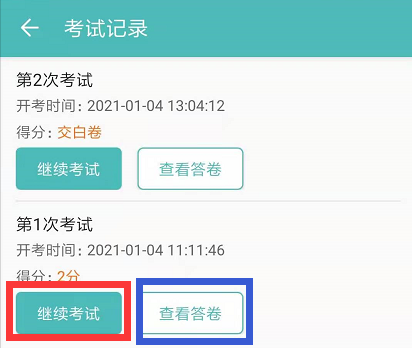 考试记录
第2次考试
开考时间：2021-01-04 13:04:12
得分：交白卷
继续考试 查看答卷
第1次考试
开考时间：2021-01-04 11:11:46
得分：2分
继续考试 查看答卷